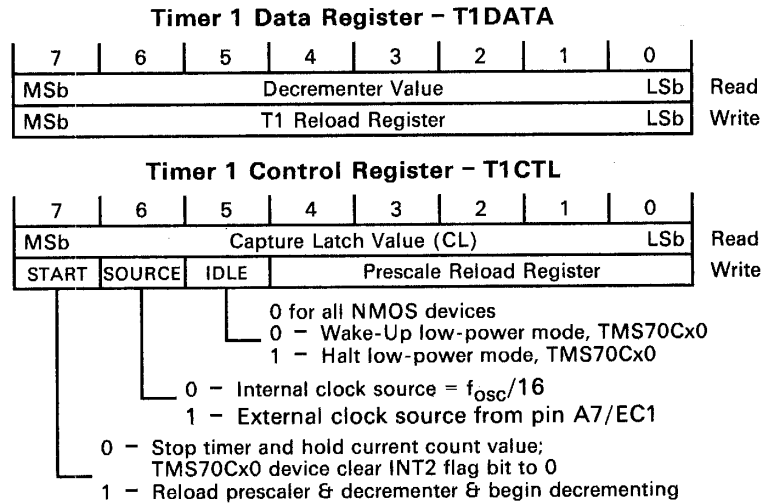 Timer 1 Data Register – T1DATA
7 6 5 4 3 2 1 0
MSb Decrementer Value LSb Read
MSb T1 Reload Register LSb Write
Timer 1 Control Register – T1CTL
7 6 5 4 3 2 1 0
MSb Capture Latch Value (CL) LSb Read
START SOURCE IDLE Prescale Reload Register Write
0 for all NMOS devices
0 – Wake-Up low-power mode, TMS70Cx0
1 – Halt low-power mode, TMS70Cx0
0 – Internal clock source = fosc/16
1 – External clock source from pin A7/EC1
0 – Stop timer and hold current count value;
TMS70Cx0 device clear INT2 flag bit to 0
1 – Reload prescaler & decrementer & begin decrementing